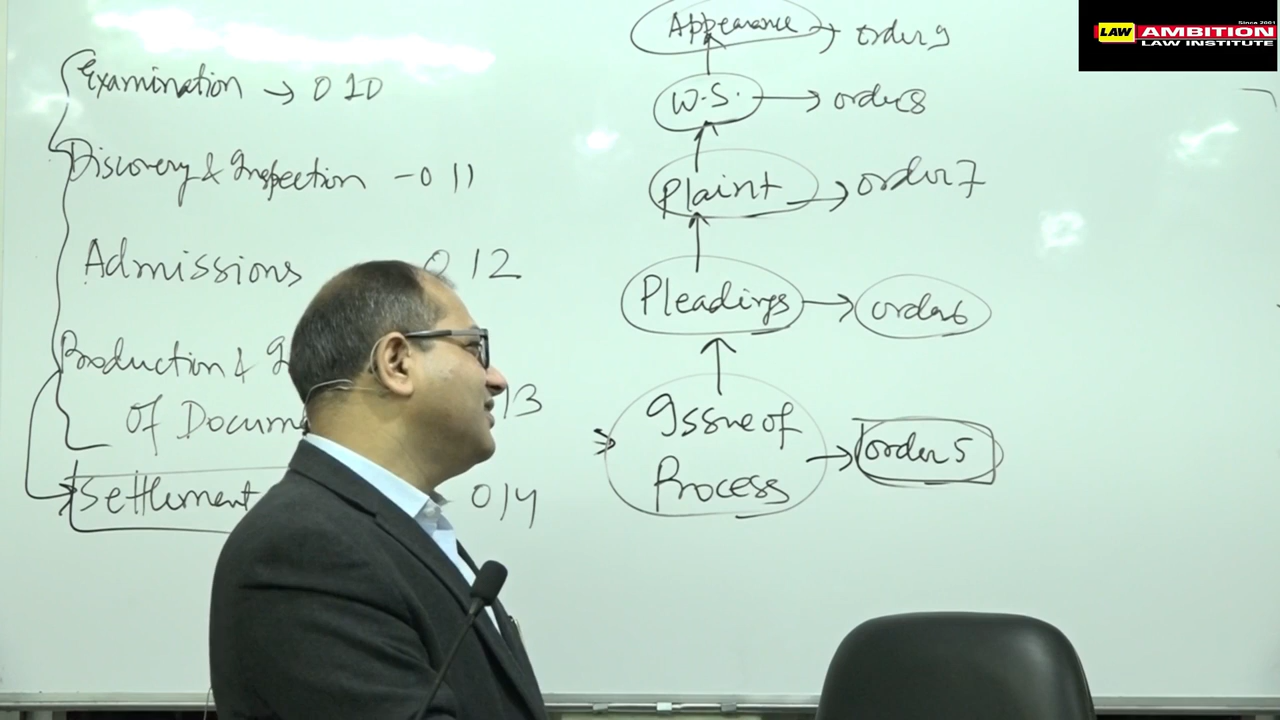 Examination → O 10
Discovery & Inspection - O 11
Admissions O 12
Production &
of Docum 13
Settlement - O 14
Appearance → order 9
W.S. → order 8
Plaint → order 7
Pleadings → order 6
Issue of
Process → order 5
Since 2001
LAW AMBITION
LAW INSTITUTE